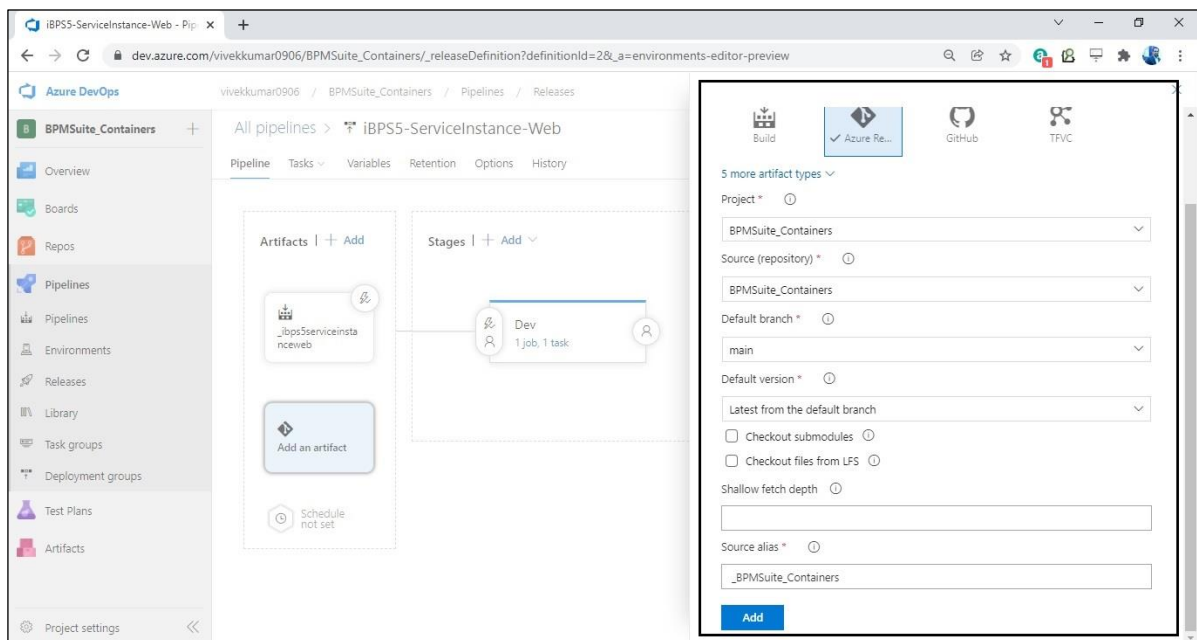 iBPS5-ServiceInstance-Web - Pip
dev.azure.com/vivekkumar0906/BPMSuite_Containers/_releaseDefinition?definitionId=2&_a=environments-editor-preview
Azure DevOps
vivekkumar0906 / BPMSuite_Containers / Pipelines / Releases
B BPMSuite_Containers
Overview
Boards
Repos
Pipelines
Pipelines
Environments
Releases
Library
Task groups
Deployment groups
Test Plans
Artifacts
Project settings
All pipelines > iBPS5-ServiceInstance-Web
Pipeline Tasks Variables Retention Options History
Artifacts | + Add
_ibps5serviceinsta
nceweb
Add an artifact
Schedule
not set
Stages | + Add
Dev
1 job, 1 task
Build
Azure Re...
GitHub
TFVC
5 more artifact types
Project *
BPMSuite_Containers
Source (repository) *
BPMSuite_Containers
Default branch *
main
Default version *
Latest from the default branch
Checkout submodules
Checkout files from LFS
Shallow fetch depth
Source alias *
_BPMSuite_Containers
Add